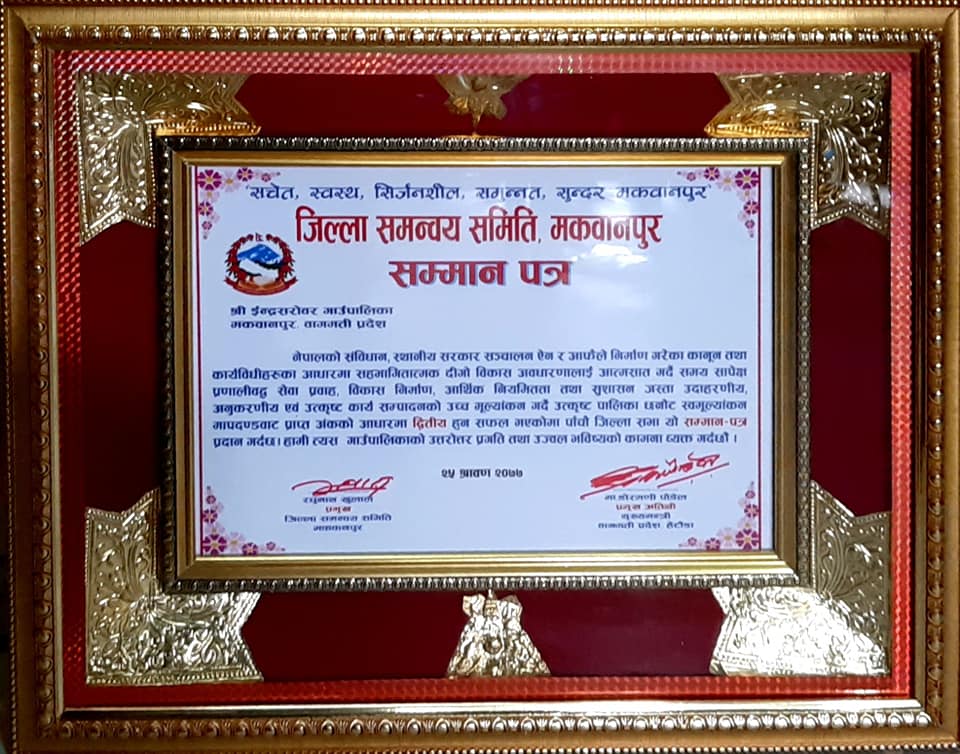 'सचेत, स्वस्थ, सिर्जनशील, समुन्नत, सुन्दर मकवानपुर'
जिल्ला समन्वय समिति, मकवानपुर
सम्मान पत्र
श्री ईन्द्रसरोवर गाउँपालिका
मकवानपुर, वागमती प्रदेश
नेपालको संविधान, स्थानीय सरकार सञ्चालन ऐन र आफैले निर्माण गरेका कानून तथा
कार्यविधीहरुका आधारमा सहभागितात्मक दीगो विकास अवधारणालाई आत्मसात गर्दै समय सापेक्ष
प्रणालीवद्ध सेवा प्रवाह, विकास निर्माण, आर्थिक नियमितता तथा सुशासन जस्ता उदाहरणीय,
अनुकरणीय एवं उत्कृष्ट कार्य सम्पादनको उच्च मूल्यांकन गर्दै उत्कृष्ट पालिका छनोट स्वमूल्यांकन
मापदण्डवाट प्राप्त अंकको आधारमा द्वितीय हुन सफल भएकोमा पाँचौ जिल्ला सभा यो सम्मान-पत्र
प्रदान गर्दछ। हामी त्यस गाउँपालिकाको उत्तरोत्तर प्रगति तथा उज्वल भविष्यको कामना व्यक्त गर्दछौं ।
२५ श्रावण २०७७
रघुनाथ खुलाल
प्रमुख
जिल्ला समन्वय समिति
मकवानपुर
मा.डोरमणी पौडेल
प्रमुख अतिथी
मुख्यमन्त्री
वागमती प्रदेश, हेटौंडा